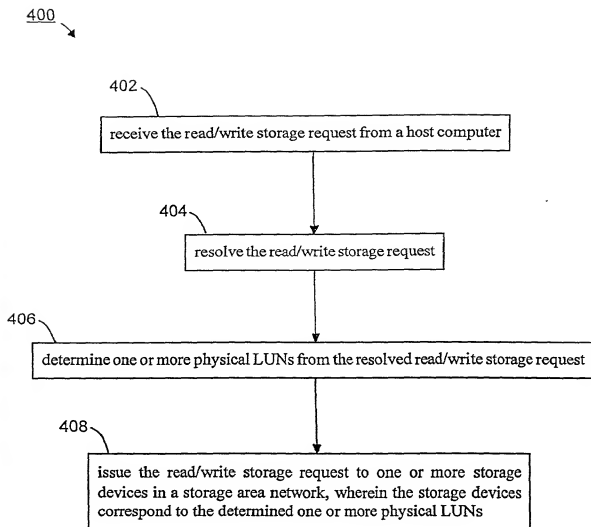 400
402
receive the read/write storage request from a host computer
404
resolve the read/write storage request
406
determine one or more physical LUNs from the resolved read/write storage request
408
issue the read/write storage request to one or more storage
devices in a storage area network, wherein the storage devices
correspond to the determined one or more physical LUNs